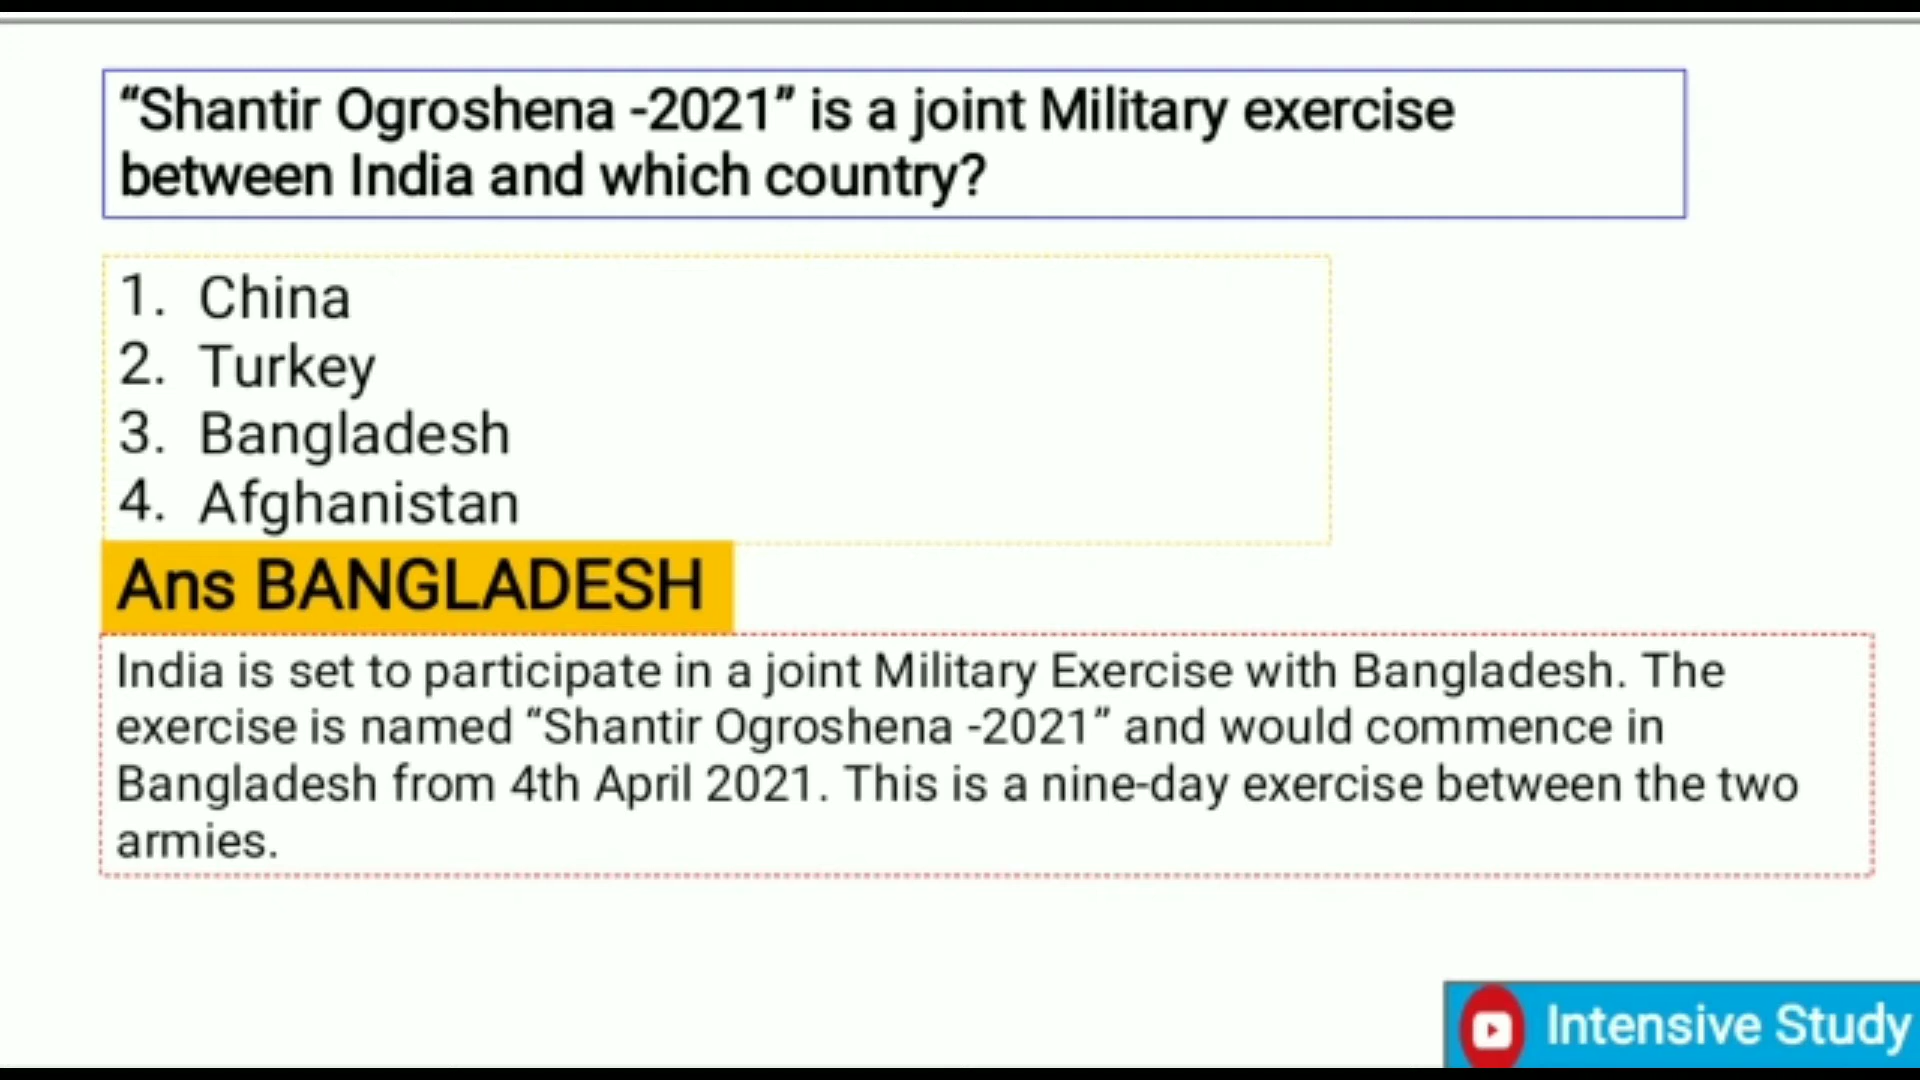 “Shantir Ogroshena -2021” is a joint Military exercise
between India and which country?
1. China
2. Turkey
3. Bangladesh
4. Afghanistan
Ans BANGLADESH
India is set to participate in a joint Military Exercise with Bangladesh. The
exercise is named “Shantir Ogroshena -2021” and would commence in
Bangladesh from 4th April 2021. This is a nine-day exercise between the two
armies.
Intensive Study